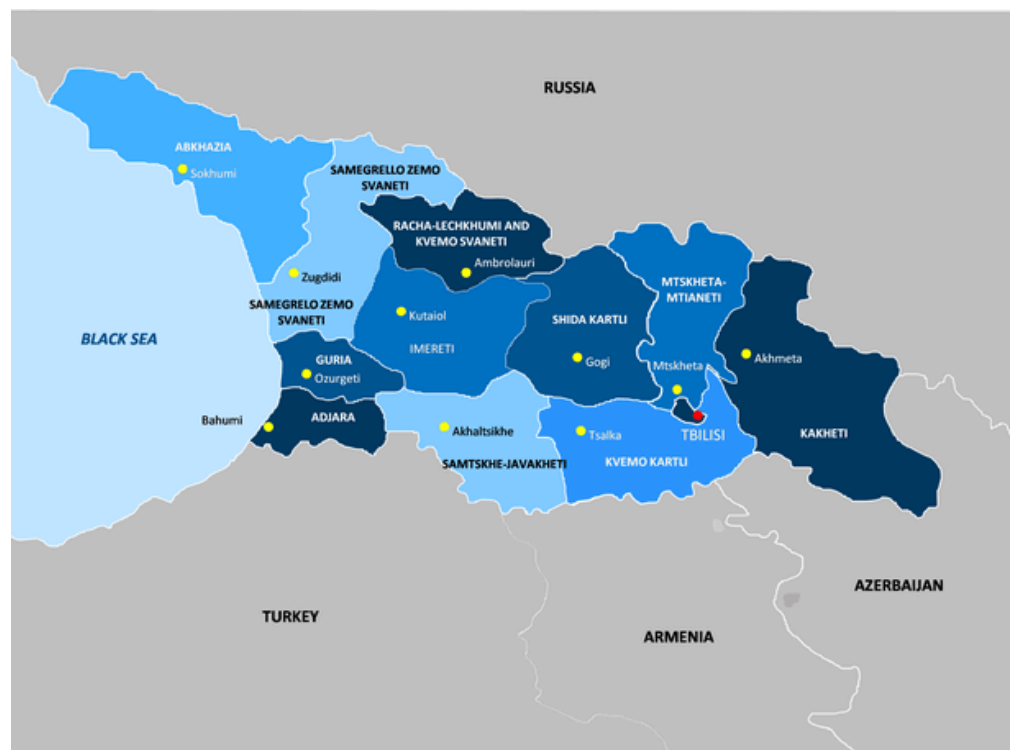 RUSSIA
ABKHAZIA
Sokhumi
SAMEGRELLO ZEMO
SVANETI
RACHA-LECHKHUMI AND
KVEMO SVANETI
Ambrolauri
Zugdidi
MTSKHETA-
MTIANETI
SAMEGRELO ZEMO
SVANETI
Kutaiol
SHIDA KARTLI
BLACK SEA
IMERETI
GURIA
Ozurgeti
Gogi
Mtskheta
Akhmeta
Bahumi
ADJARA
Akhaltsikhe
Tsalka
TBILISI
KAKHETI
SAMTSKHE-JAVAKHETI
KVEMO KARTLI
AZERBAIJAN
TURKEY
ARMENIA